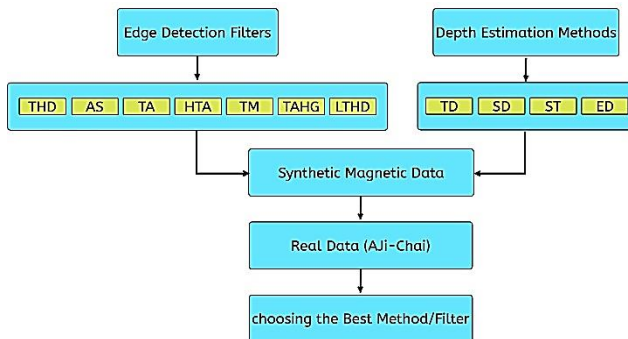 Edge Detection Filters
Depth Estimation Methods
THD AS TA HTA TM TAHG LTHD
TD SD ST ED
Synthetic Magnetic Data
Real Data (AJi-Chai)
choosing the Best Method/Filter